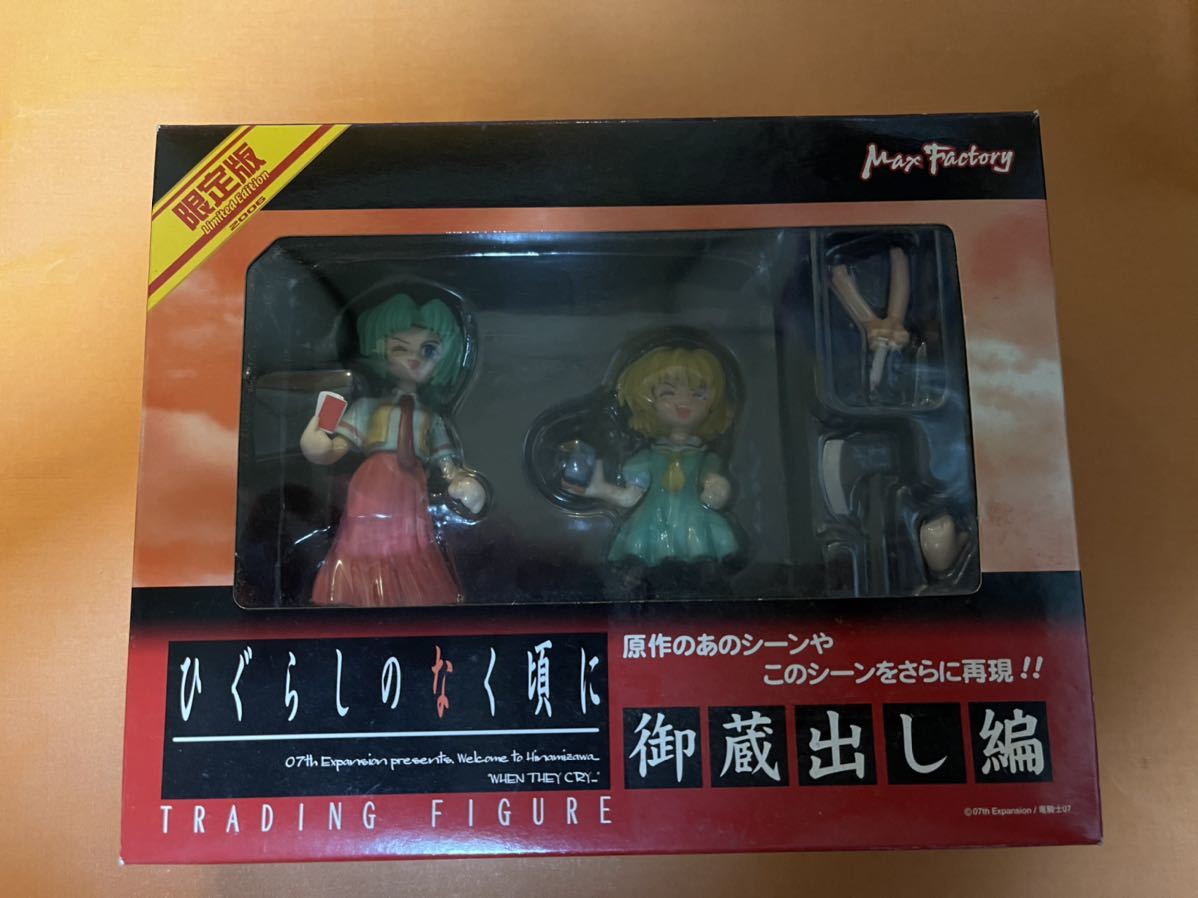 限定版
Limited Edition
2006
Max Factory
ひぐらしのなく頃に
07th Expansion presents. Welcome to Hinamizawa...
"WHEN THEY CRY..."
TRADING FIGURE
原作のあのシーンや
このシーンをさらに再現!!
御蔵出し編
©07th Expansion / 竜騎士07